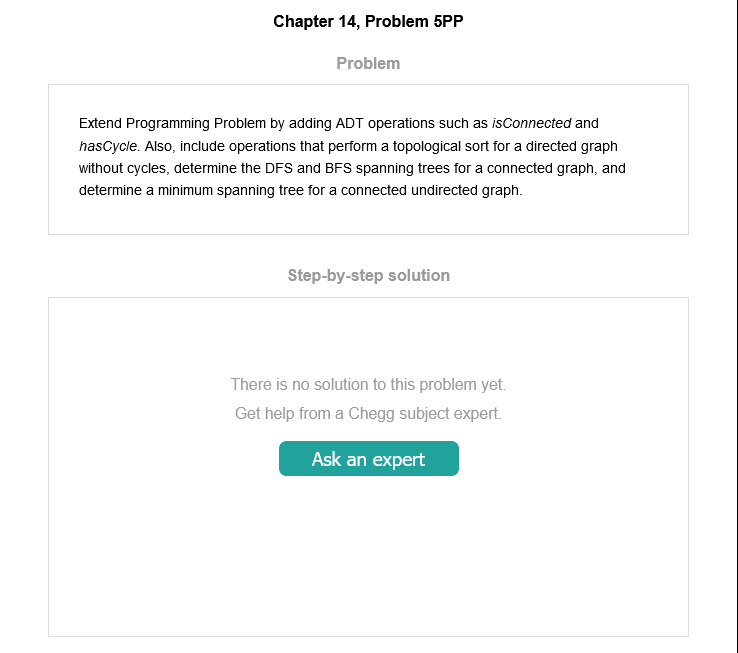 Chapter 14, Problem 5PP
Problem
Extend Programming Problem by adding ADT operations such as isConnected and
hasCycle. Also, include operations that perform a topological sort for a directed graph
without cycles, determine the DFS and BFS spanning trees for a connected graph, and
determine a minimum spanning tree for a connected undirected graph.
Step-by-step solution
There is no solution to this problem yet.
Get help from a Chegg subject expert.
Ask an expert